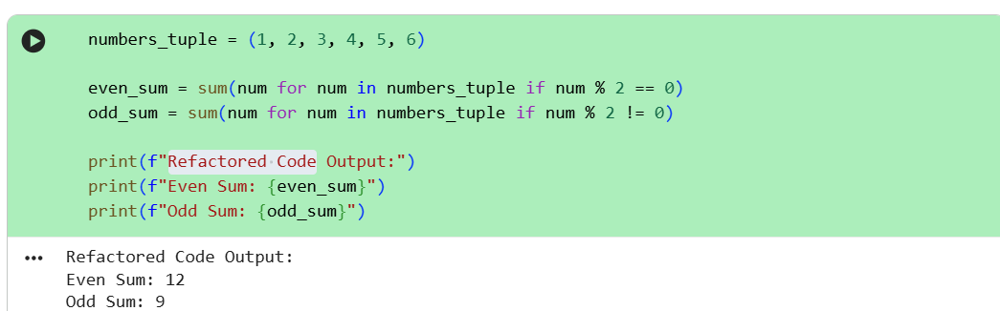 numbers_tuple = (1, 2, 3, 4, 5, 6)
even_sum = sum(num for num in numbers_tuple if num % 2 == 0)
odd_sum = sum(num for num in numbers_tuple if num % 2 != 0)
print(f"Refactored Code Output:")
print(f"Even Sum: {even_sum}")
print(f"Odd Sum: {odd_sum}")
Refactored Code Output:
Even Sum: 12
Odd Sum: 9